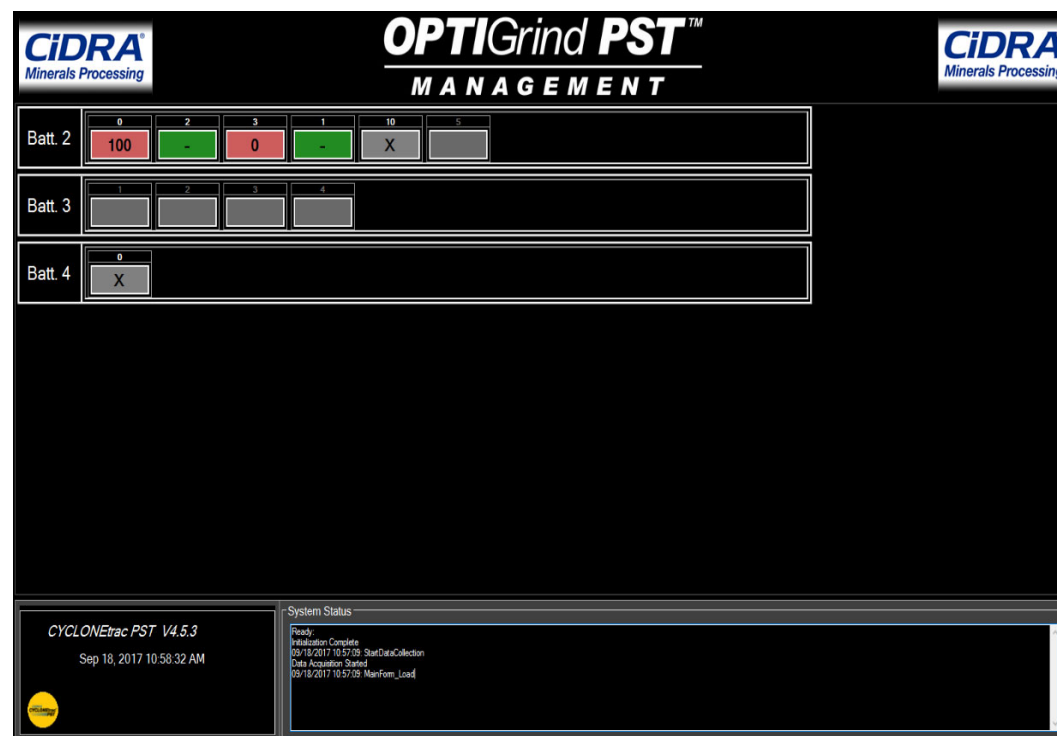 CiDRA®
Minerals Processing
OPTIGrind PST™
MANAGEMENT
CiDRA
Minerals Processing
Batt. 2
0 2 3 1 10 5
100 - 0 - X
Batt. 3
1 2 3 4
Batt. 4
0
X
CYCLONEtrac PST V4.5.3
Sep 18, 2017 10:58:32 AM
System Status
Ready:
Initialization Complete
09/18/2017 10:57:09: StartDataCollection
Data Acquisition Started
09/18/2017 10:57:09: MainForm_Load